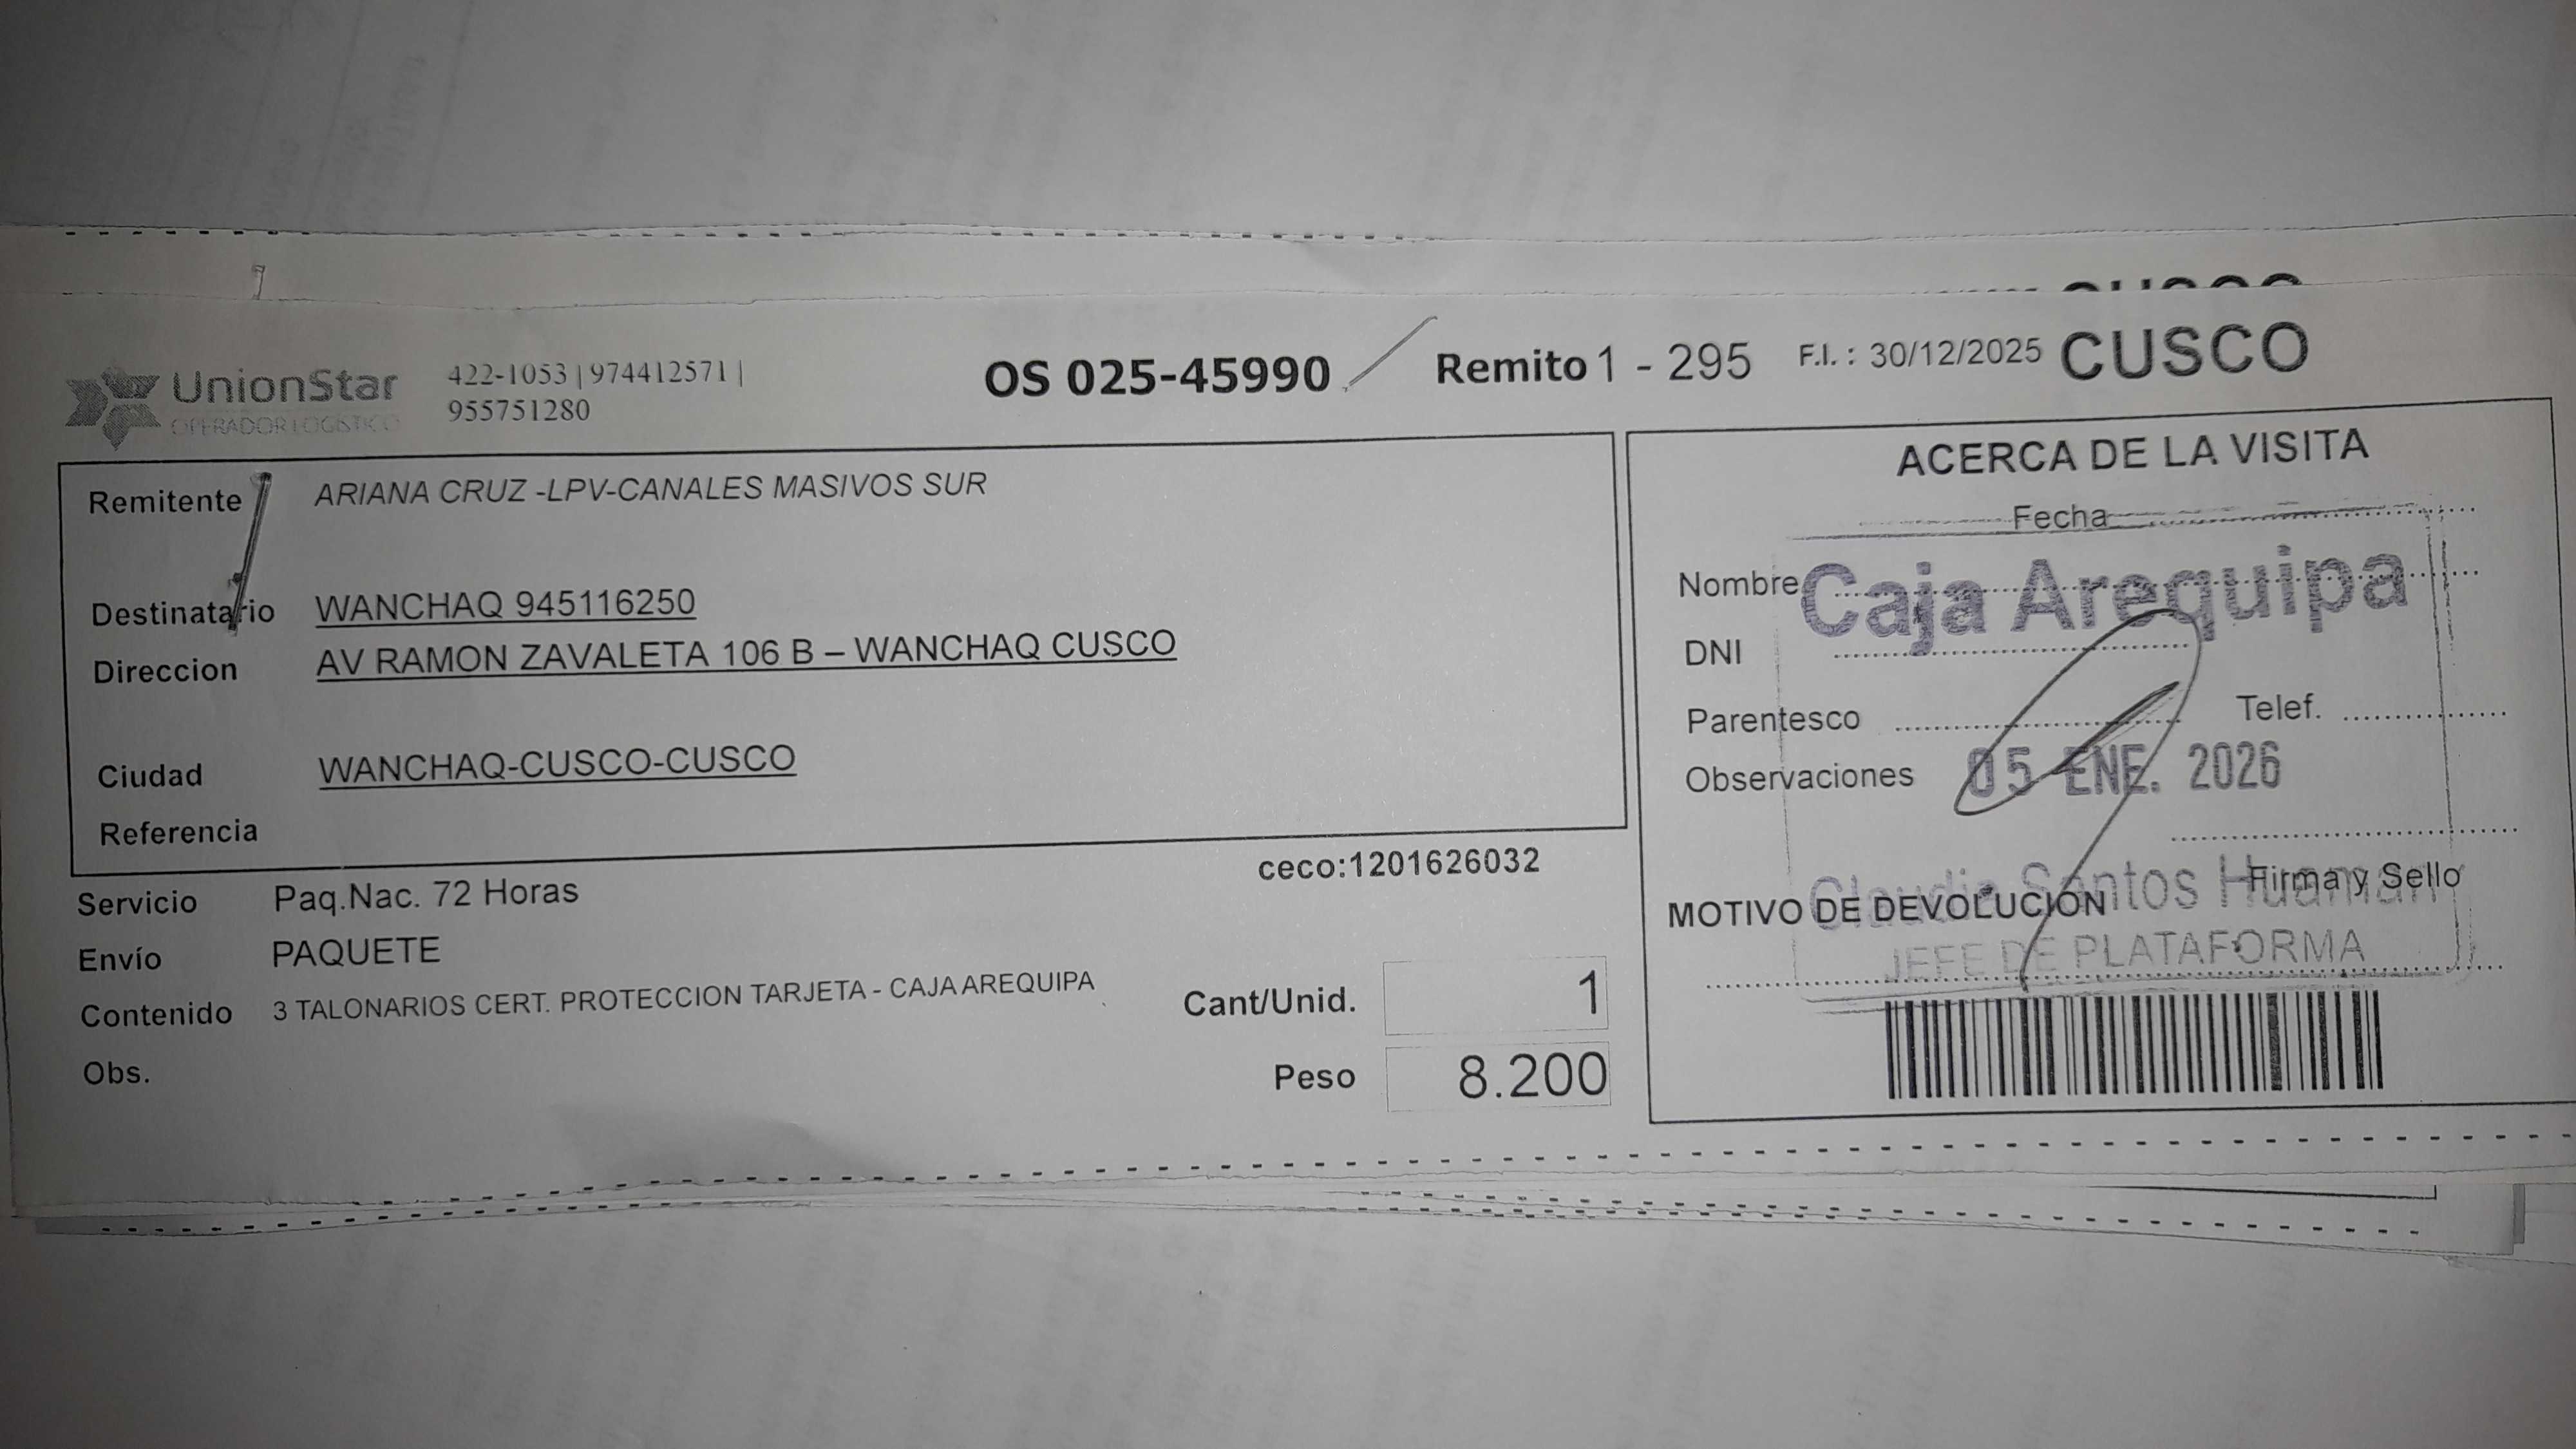 CUSCO
UnionStar
OPERADOR LOGISTICO
422-1053 | 974412571 |
955751280
OS 025-45990
Remito 1 - 295
F.I. : 30/12/2025
CUSCO
Remitente ARIANA CRUZ -LPV-CANALES MASIVOS SUR
Destinatario WANCHAQ 945116250
Direccion AV RAMON ZAVALETA 106 B – WANCHAQ CUSCO
Ciudad WANCHAQ-CUSCO-CUSCO
Referencia
ceco:1201626032
Servicio Paq.Nac. 72 Horas
Envío PAQUETE
Contenido 3 TALONARIOS CERT. PROTECCION TARJETA - CAJA AREQUIPA
Obs.
Cant/Unid. 1
Peso 8.200
ACERCA DE LA VISITA
Fecha
Nombre
Caja Arequipa
DNI
Parentesco
Telef.
Observaciones
05 ENE. 2026
Firma y Sello
Claudia Santos Huaman
MOTIVO DE DEVOLUCION
JEFE DE PLATAFORMA